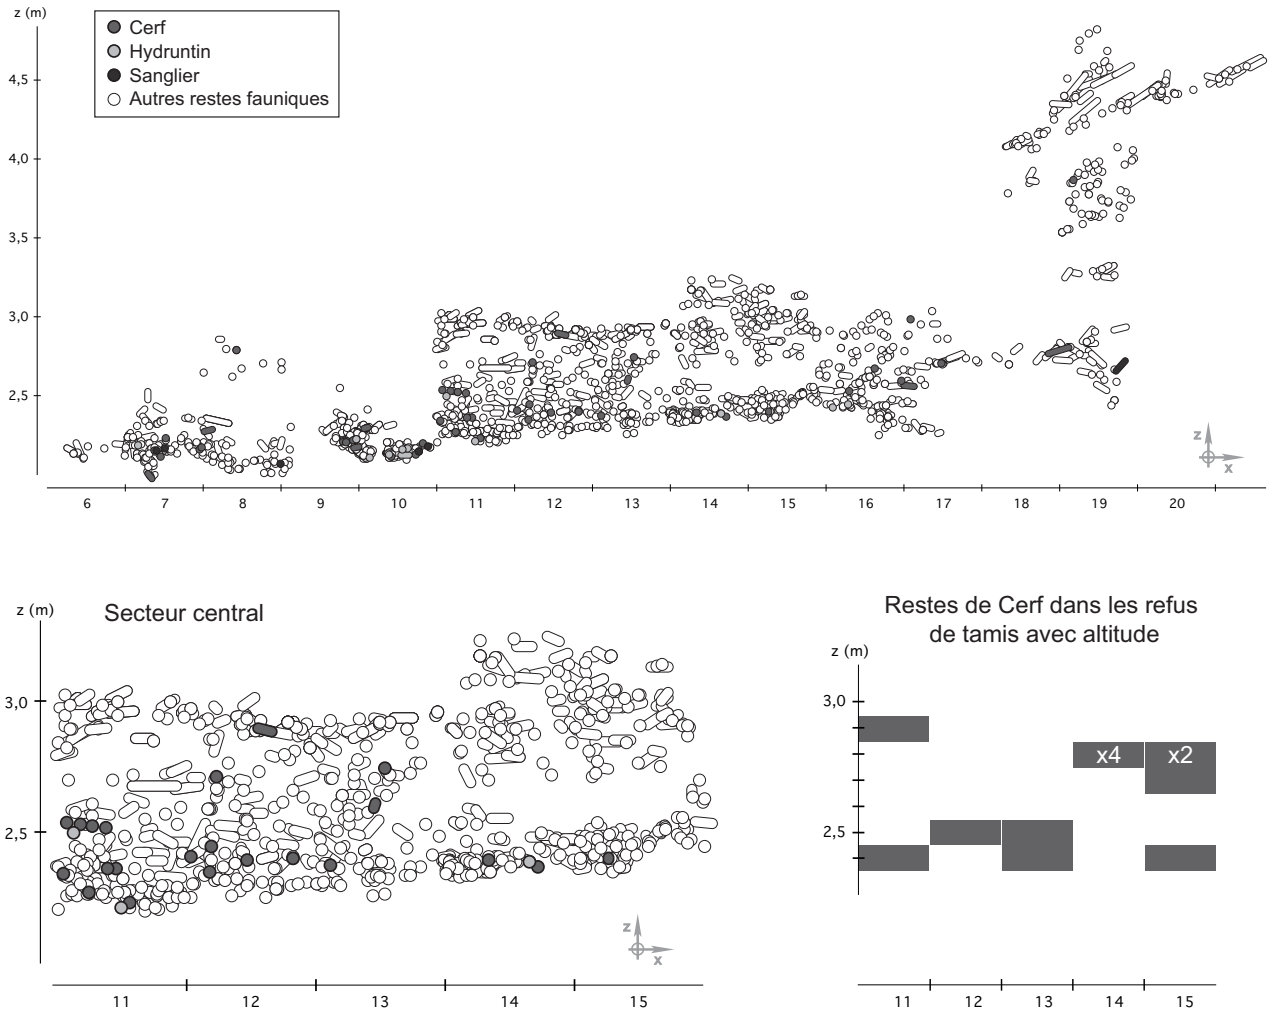 z (m)
Cerf
Hydruntin
Sanglier
Autres restes fauniques
4,5
4,0
3,5
3,0
2,5
z
x
6 7 8 9 10 11 12 13 14 15 16 17 18 19 20
z (m)
Secteur central
3,0
2,5
z
x
11 12 13 14 15
Restes de Cerf dans les refus
de tamis avec altitude
z (m)
3,0
x4 x2
2,5
11 12 13 14 15